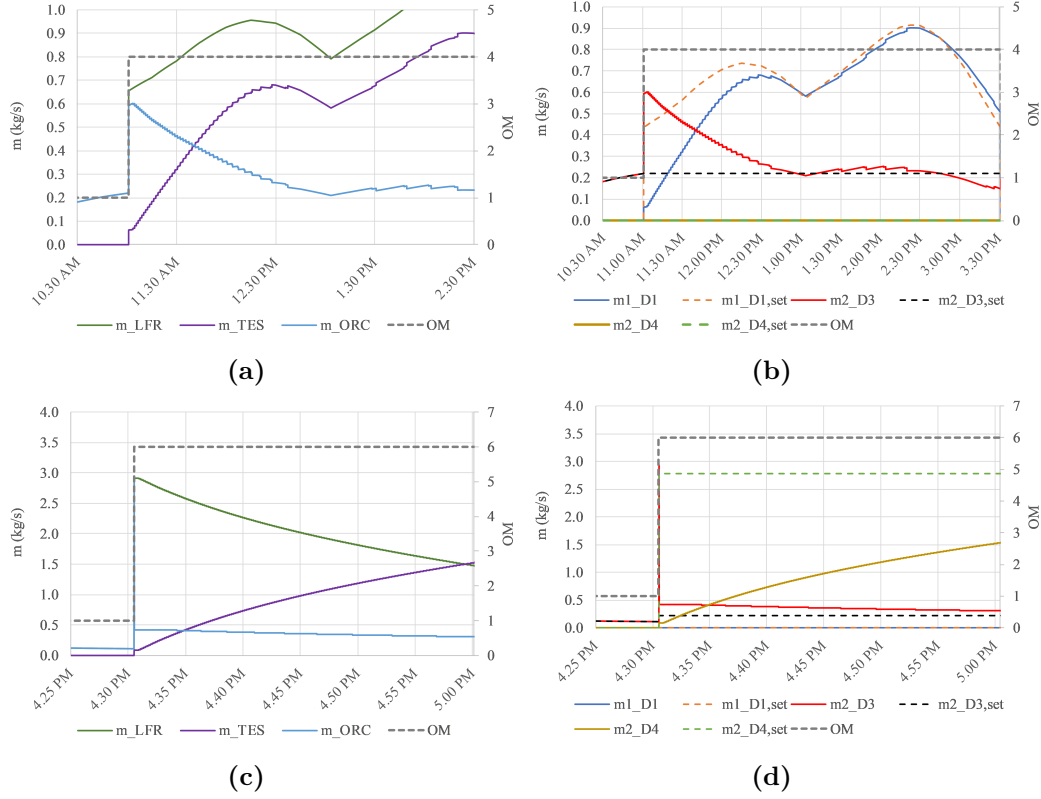 1.0
0.9
0.8
0.7
0.6
0.5
0.4
0.3
0.2
0.1
0.0
m (kg/s)
5
4
3
2
1
0
OM
10.30 AM
11.30 AM
12.30 PM
1.30 PM
2.30 PM
m_LFR m_TES m_ORC OM
(a)
1.0
0.9
0.8
0.7
0.6
0.5
0.4
0.3
0.2
0.1
0.0
m (kg/s)
5
4
3
2
1
0
OM
10.30 AM
11.00 AM
11.30 AM
12.00 PM
12.30 PM
1.00 PM
1.30 PM
2.00 PM
2.30 PM
3.00 PM
3.30 PM
m1_D1 m1_D1,set m2_D3 m2_D3,set
m2_D4 m2_D4,set OM
(b)
4.0
3.5
3.0
2.5
2.0
1.5
1.0
0.5
0.0
m (kg/s)
7
6
5
4
3
2
1
0
OM
4.25 PM
4.30 PM
4.35 PM
4.40 PM
4.45 PM
4.50 PM
4.55 PM
5.00 PM
m_LFR m_TES m_ORC OM
(c)
4.0
3.5
3.0
2.5
2.0
1.5
1.0
0.5
0.0
m (kg/s)
7
6
5
4
3
2
1
0
OM
4.25 PM
4.30 PM
4.35 PM
4.40 PM
4.45 PM
4.50 PM
4.55 PM
5.00 PM
m1_D1 m1_D1,set m2_D3 m2_D3,set
m2_D4 m2_D4,set OM
(d)